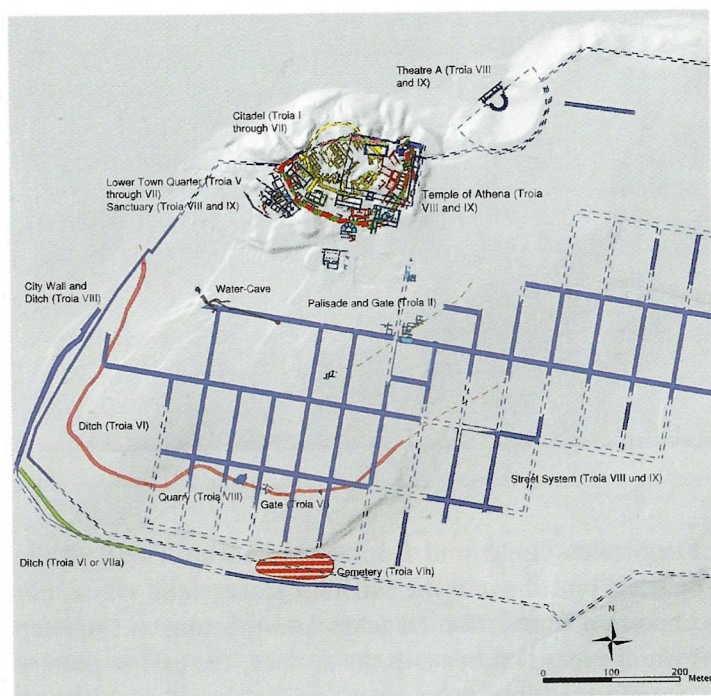 Theatre A (Troia VIII
and IX)
Citadel (Troia I
through VII)
Lower Town Quarter (Troia V
through VII)
Sanctuary (Troia VIII and IX)
Temple of Athena (Troia
VIII and IX)
City Wall and
Ditch (Troia VIII)
Water-Cave
Palisade and Gate (Troia II)
Ditch (Troia VI)
Quarry (Troia VIII)
Gate (Troia VI)
Street System (Troia VIII und IX)
Ditch (Troia VI or VIIa)
Cemetery (Troia VIh)
N
0 100 200 Meter